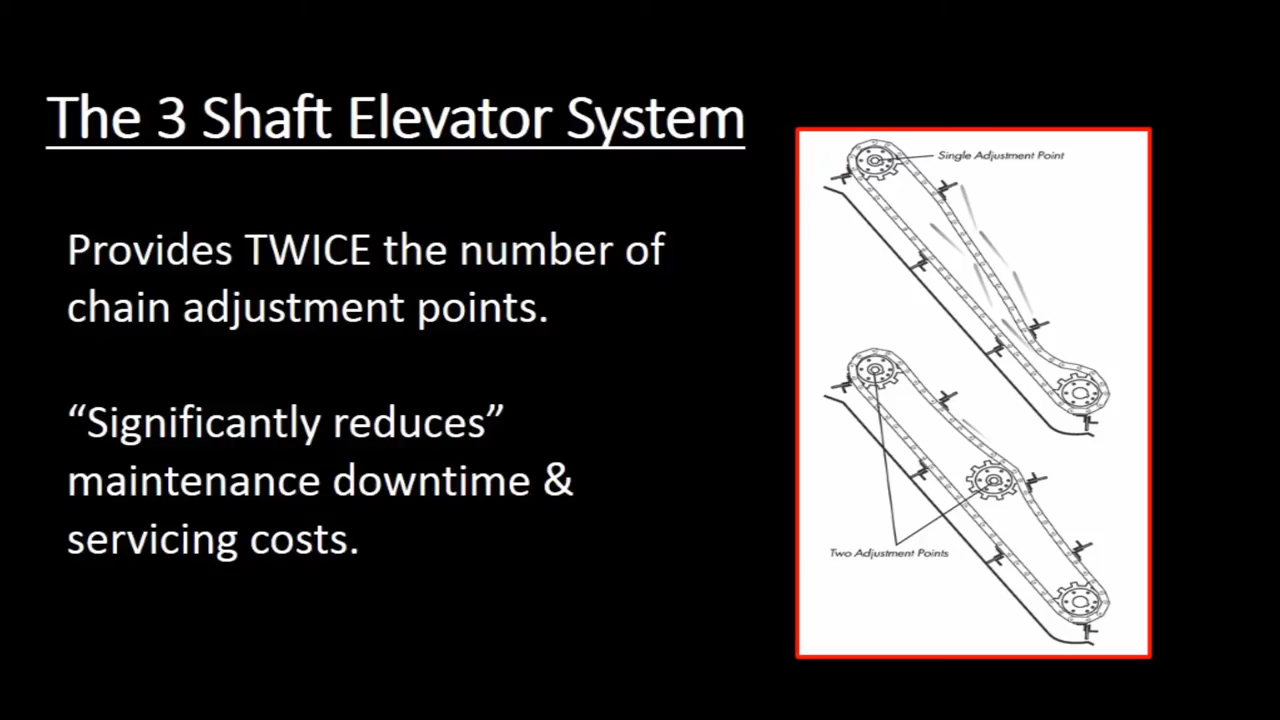 The 3 Shaft Elevator System
Provides TWICE the number of
chain adjustment points.
“Significantly reduces”
maintenance downtime &
servicing costs.
Single Adjustment Point
Two Adjustment Points